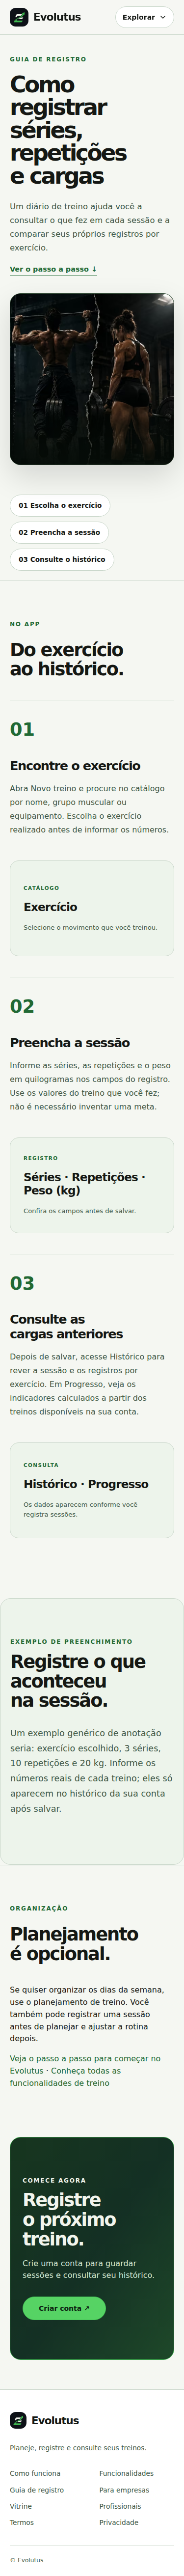 Evolutus
Explorar
GUIA DE REGISTRO
Como
registrar
séries,
repetições
e cargas
Um diário de treino ajuda você a
consultar o que fez em cada sessão e a
comparar seus próprios registros por
exercício.
Ver o passo a passo ↓
01 Escolha o exercício
02 Preencha a sessão
03 Consulte o histórico
NO APP
Do exercício
ao histórico.
01
Encontre o exercício
Abra Novo treino e procure no catálogo
por nome, grupo muscular ou
equipamento. Escolha o exercício
realizado antes de informar os números.
CATÁLOGO
Exercício
Selecione o movimento que você treinou.
02
Preencha a sessão
Informe as séries, as repetições e o peso
em quilogramas nos campos do registro.
Use os valores do treino que você fez;
não é necessário inventar uma meta.
REGISTRO
Séries · Repetições ·
Peso (kg)
Confira os campos antes de salvar.
03
Consulte as
cargas anteriores
Depois de salvar, acesse Histórico para
rever a sessão e os registros por
exercício. Em Progresso, veja os
indicadores calculados a partir dos
treinos disponíveis na sua conta.
CONSULTA
Histórico · Progresso
Os dados aparecem conforme você
registra sessões.
EXEMPLO DE PREENCHIMENTO
Registre o que
aconteceu
na sessão.
Um exemplo genérico de anotação
seria: exercício escolhido, 3 séries,
10 repetições e 20 kg. Informe os
números reais de cada treino; eles só
aparecem no histórico da sua conta
após salvar.
ORGANIZAÇÃO
Planejamento
é opcional.
Se quiser organizar os dias da semana,
use o planejamento de treino. Você
também pode registrar uma sessão
antes de planejar e ajustar a rotina
depois.
Veja o passo a passo para começar no
Evolutus · Conheça todas as
funcionalidades de treino
COMECE AGORA
Registre
o próximo
treino.
Crie uma conta para guardar
sessões e consultar seu histórico.
Criar conta ↗
Evolutus
Planeje, registre e consulte seus treinos.
Como funciona
Funcionalidades
Guia de registro
Para empresas
Vitrine
Profissionais
Termos
Privacidade
© Evolutus